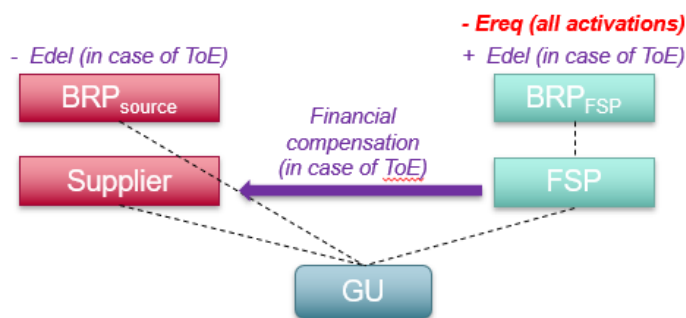 - Ereq (all activations)
- Edel (in case of ToE)
+ Edel (in case of ToE)
BRPsource
BRPFSP
Financial
compensation
(in case of ToE)
Supplier
FSP
GU